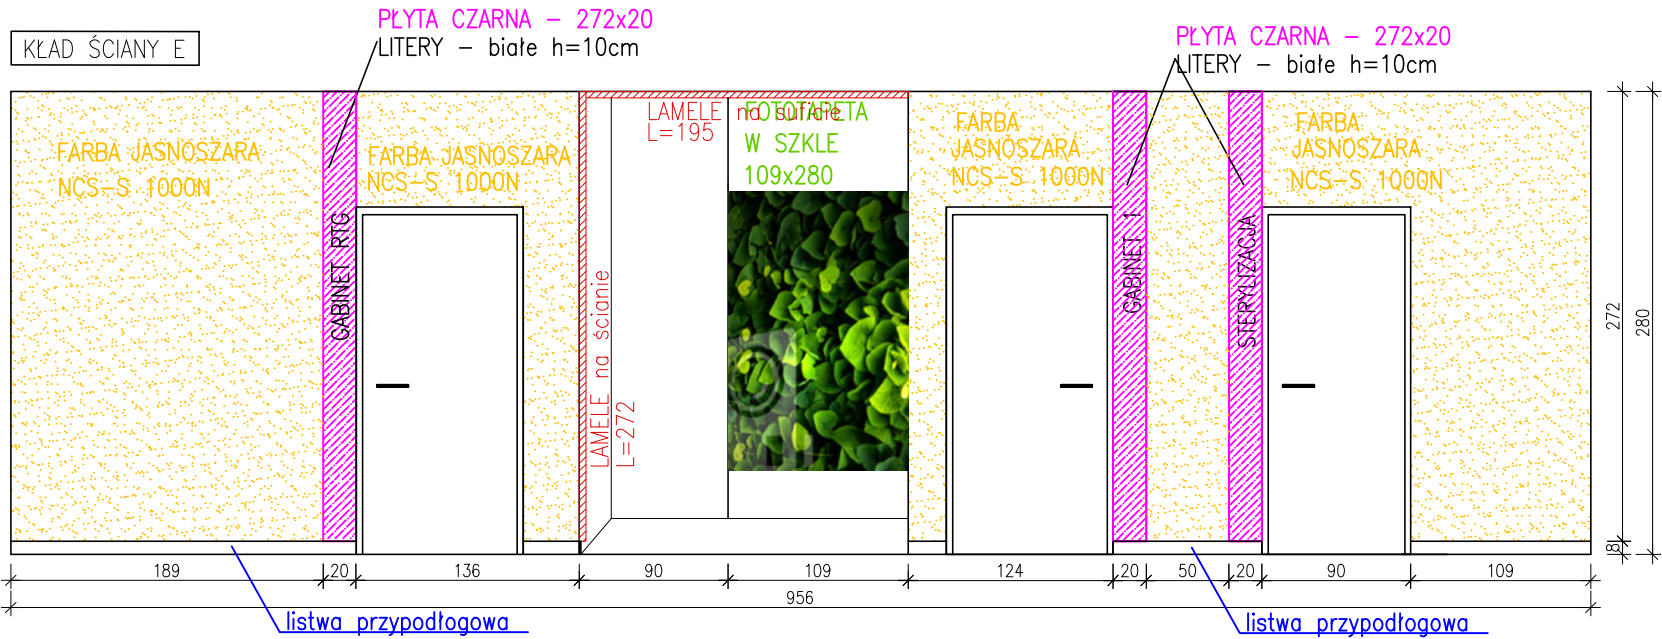 KŁAD ŚCIANY E
PŁYTA CZARNA – 272x20
LITERY – białe h=10cm
PŁYTA CZARNA – 272x20
LITERY – białe h=10cm
FARBA JASNOSZARA
NCS–S 1000N
GABINET RTG
FARBA JASNOSZARA
NCS–S 1000N
LAMELE na suficie
L=195
LAMELE na ścianie
L=272
FOTOTAPETA
W SZKLE
109x280
FARBA
JASNOSZARA
NCS–S 1000N
GABINET 1
STERYLIZACJA
FARBA
JASNOSZARA
NCS–S 1000N
272
280
8
189 20 136 90 109 124 20 50 20 90 109
956
listwa przypodłogowa
listwa przypodłogowa